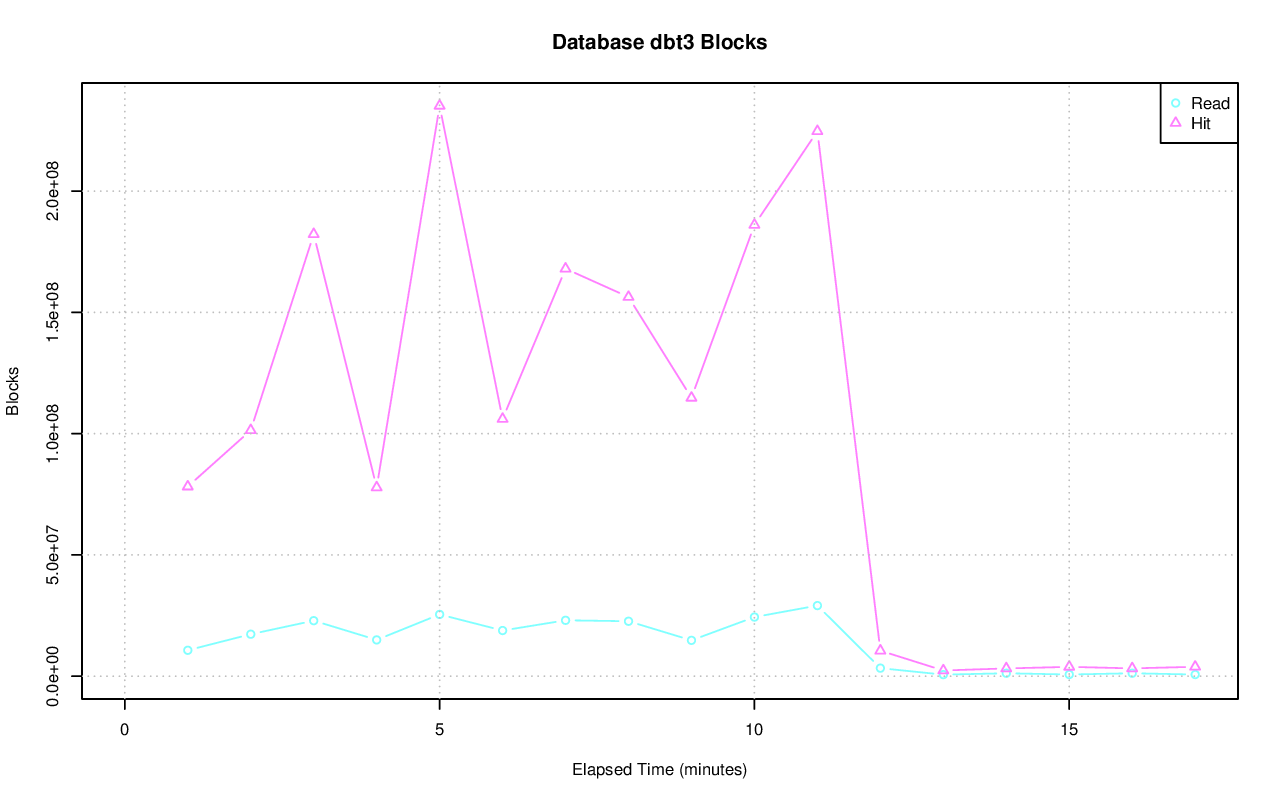 Database dbt3 Blocks
Read
Hit
Blocks
2.0e+08
1.5e+08
1.0e+08
5.0e+07
0.0e+00
0 5 10 15
Elapsed Time (minutes)